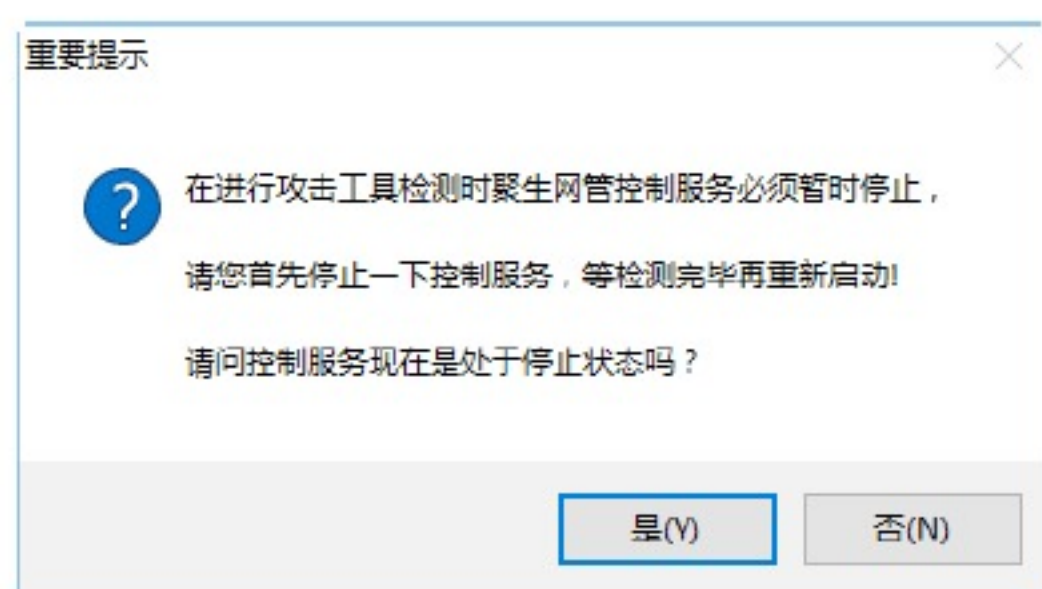 重要提示
在进行攻击工具检测时聚生网管控制服务必须暂时停止，
请您首先停止一下控制服务，等检测完毕再重新启动!
请问控制服务现在是处于停止状态吗？
是(Y)
否(N)